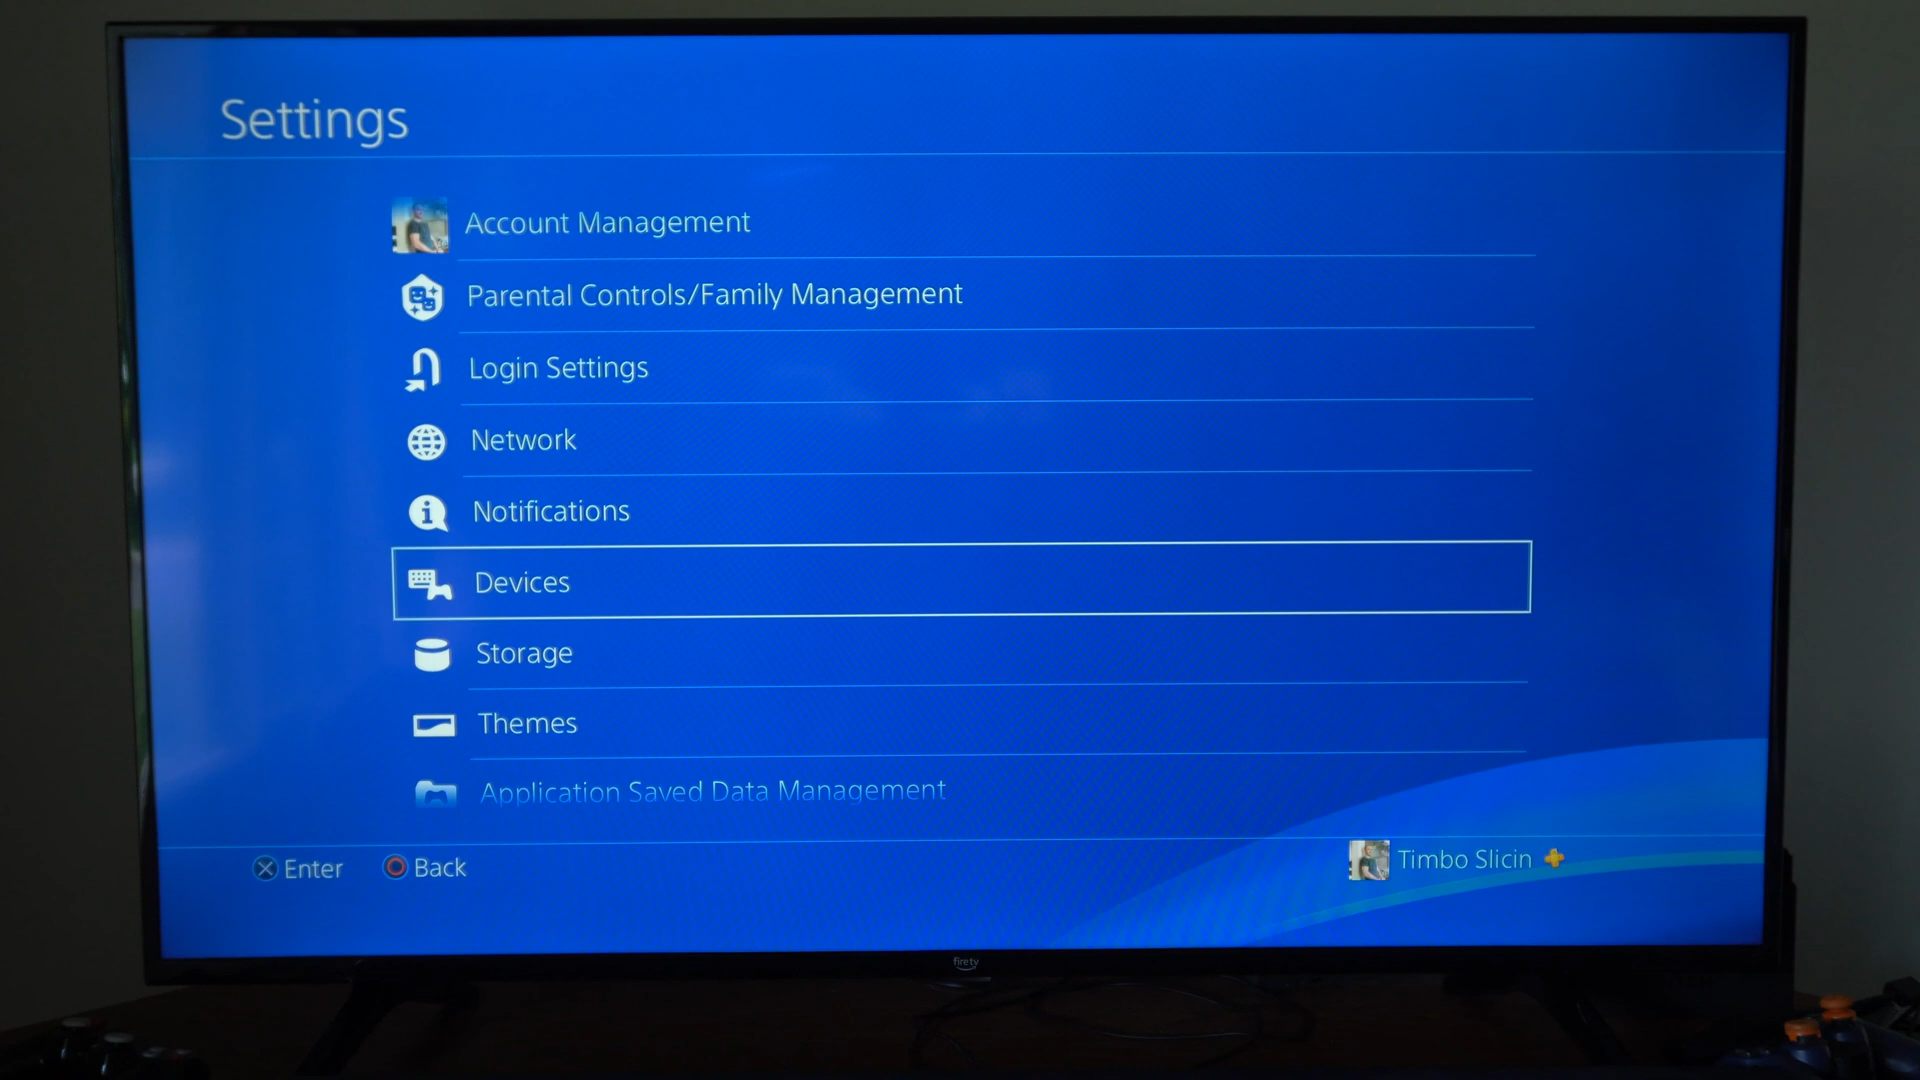 Settings
Account Management
Parental Controls/Family Management
Login Settings
Network
Notifications
Devices
Storage
Themes
Application Saved Data Management
Enter
Back
Timbo Slicin
firetv